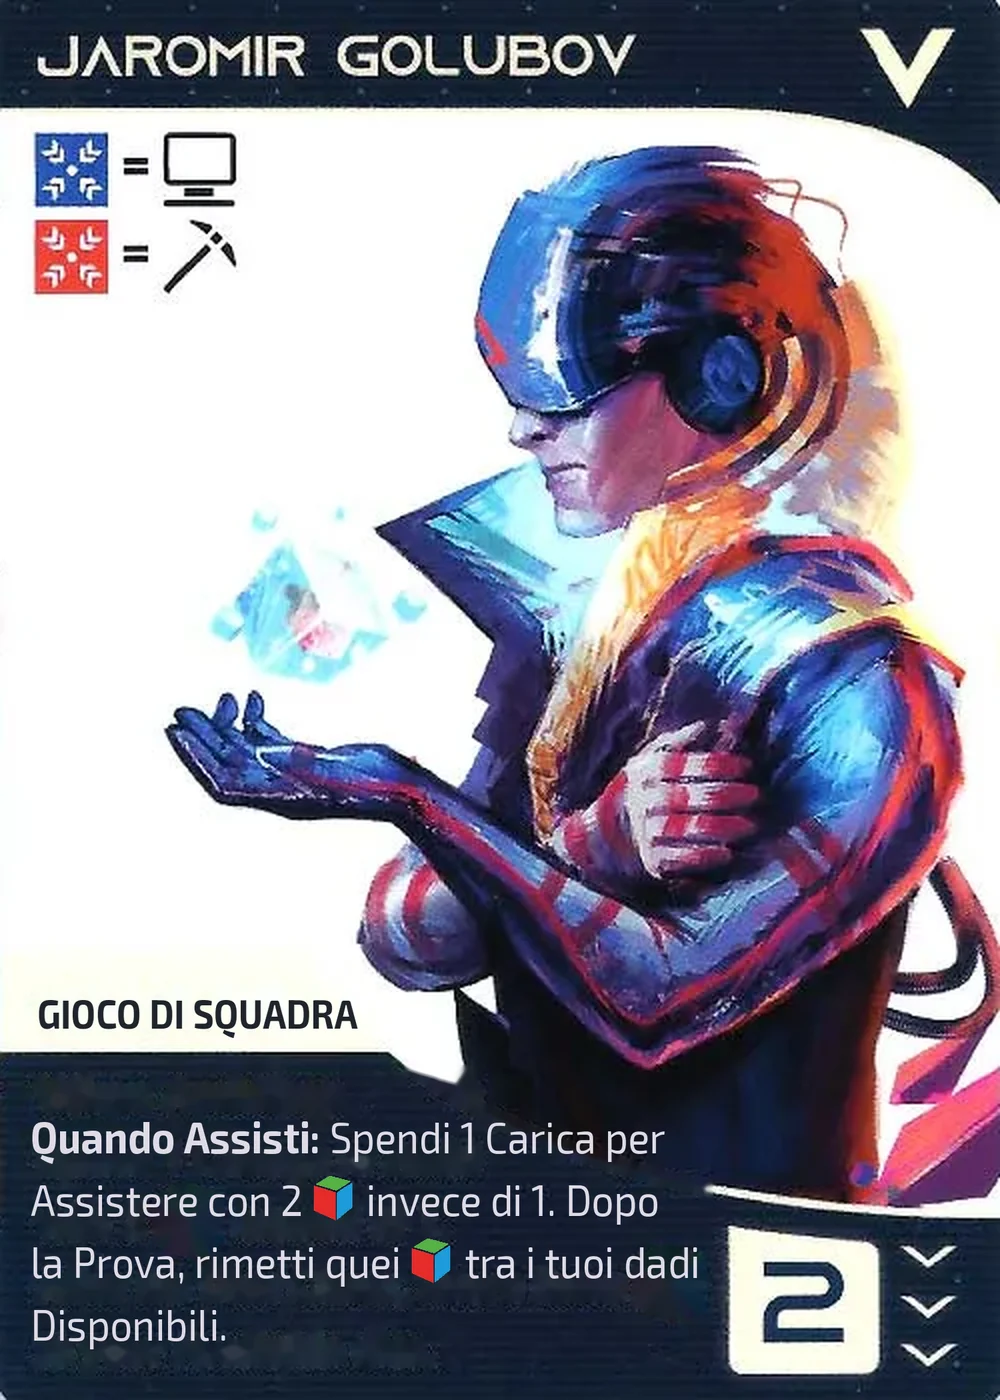 JAROMIR GOLUBOV
=
=
GIOCO DI SQUADRA
Quando Assisti: Spendi 1 Carica per
Assistere con 2 invece di 1. Dopo
la Prova, rimetti quei tra i tuoi dadi
Disponibili.
2